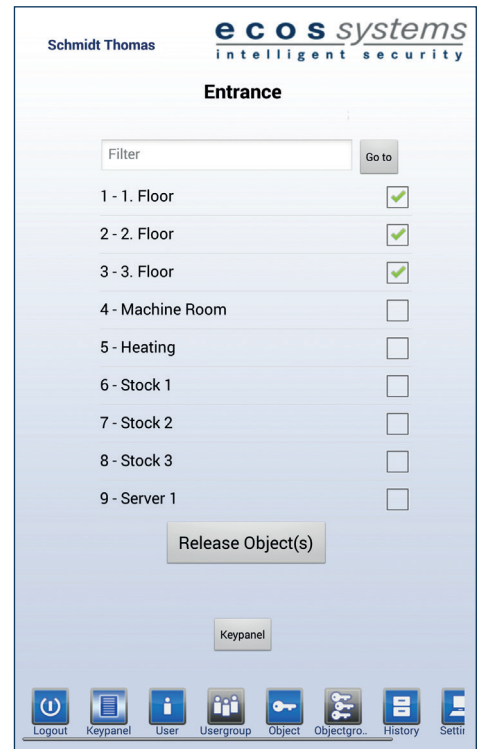 Schmidt Thomas
ecos systems
intelligent security
Entrance
Filter
Go to
1 - 1. Floor
2 - 2. Floor
3 - 3. Floor
4 - Machine Room
5 - Heating
6 - Stock 1
7 - Stock 2
8 - Stock 3
9 - Server 1
Release Object(s)
Keypanel
Logout Keypanel User Usergroup Object Objectgro.. History Settir